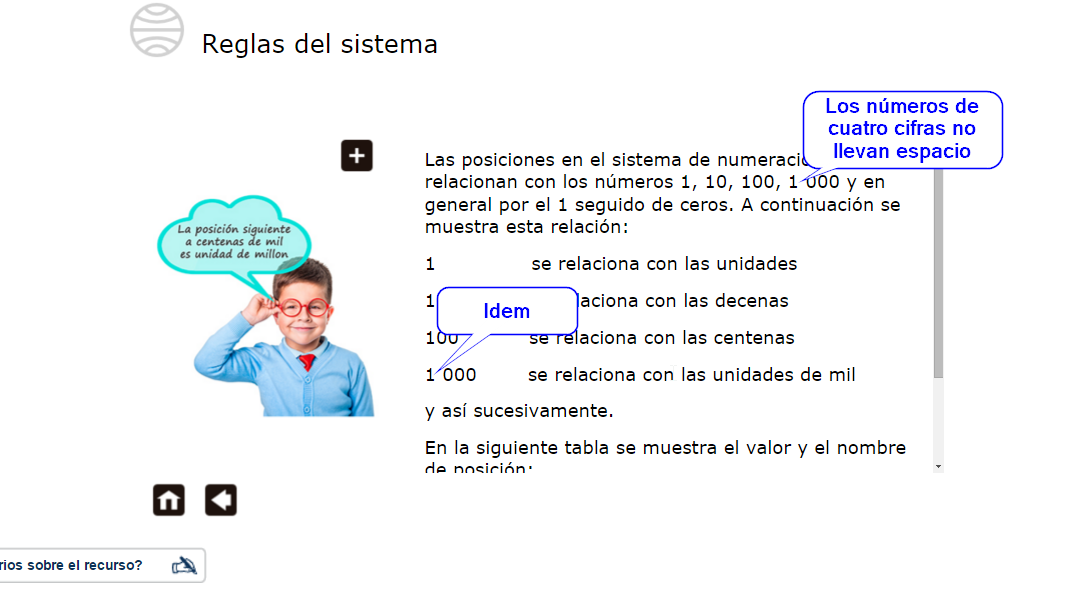 Reglas del sistema
Los números de
cuatro cifras no
llevan espacio
Las posiciones en el sistema de numeració
relacionan con los números 1, 10, 100, 1 000 y en
general por el 1 seguido de ceros. A continuación se
muestra esta relación:
La posición siguiente
a centenas de mil
es unidad de millon
1 se relaciona con las unidades
1 laciona con las decenas
Idem
100 se relaciona con las centenas
1 000 se relaciona con las unidades de mil
y así sucesivamente.
En la siguiente tabla se muestra el valor y el nombre
de posición:
rios sobre el recurso?